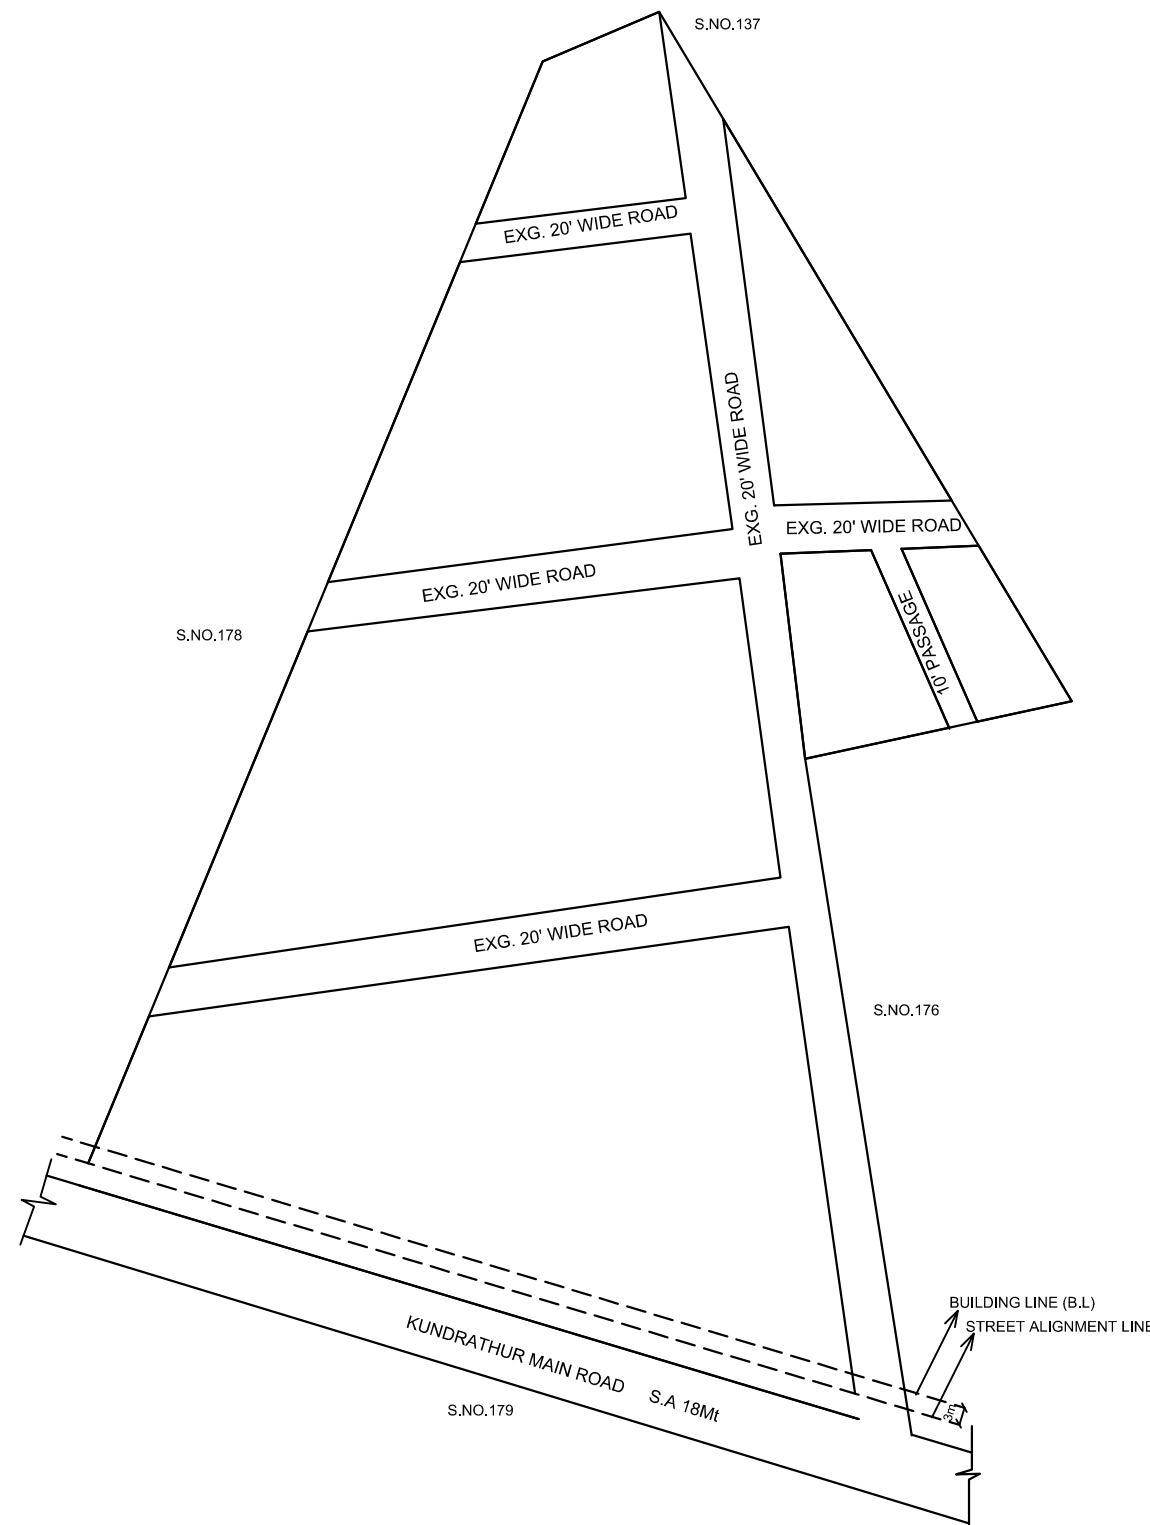 S.NO.137
EXG. 20' WIDE ROAD
EXG. 20' WIDE ROAD
EXG. 20' WIDE ROAD
EXG. 20' WIDE ROAD
10' PASSAGE
S.NO.178
EXG. 20' WIDE ROAD
S.NO.176
BUILDING LINE (B.L)
STREET ALIGNMENT LINE
3m
KUNDRATHUR MAIN ROAD S.A 18Mt
S.NO.179